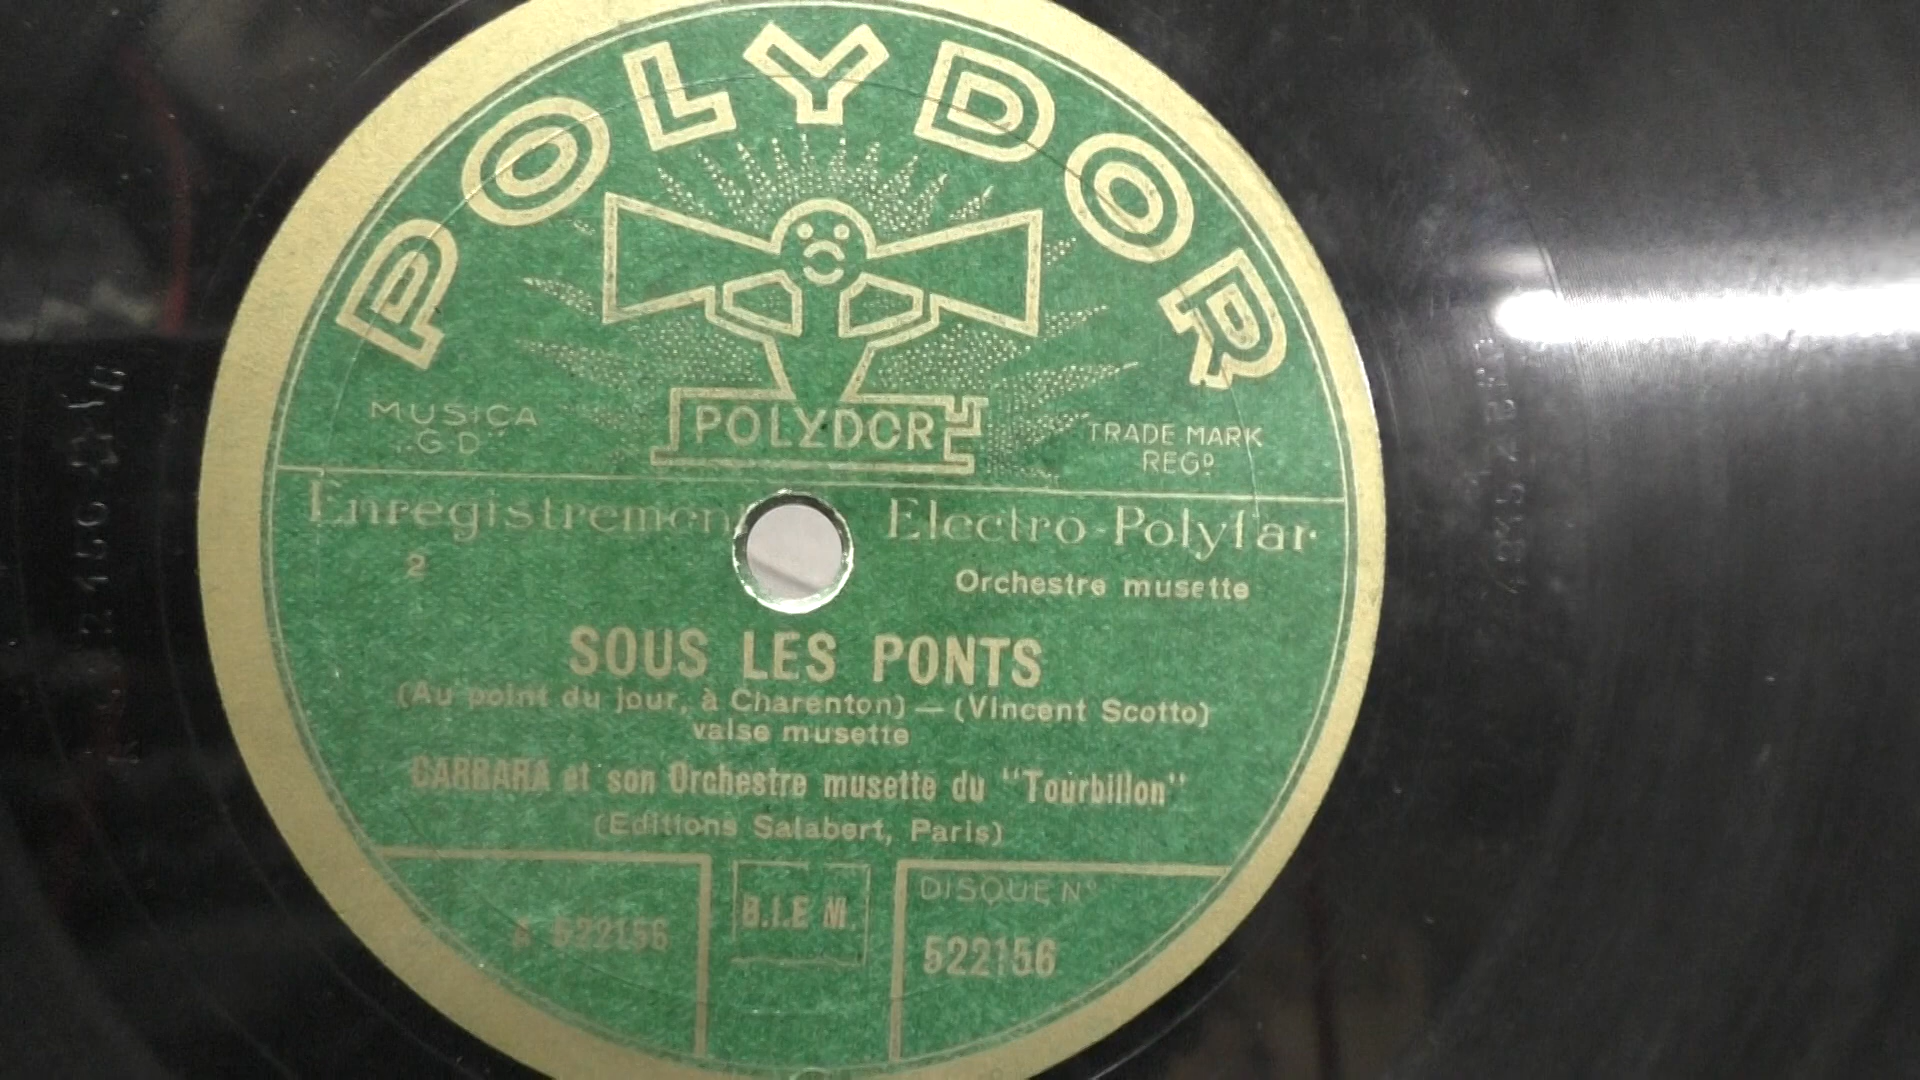 POLYDOR
POLYDOR
MUSICA
„G D"
TRADE MARK
REGD.
Enregistrement Electro-Polyfar
2
Orchestre musette
SOUS LES PONTS
(Au point du jour, à Charenton) — (Vincent Scotto)
valse musette
CARRARA et son Orchestre musette du "Tourbillon"
(Editions Salabert, Paris)
522156
B.I.E M.
DISQUE No
522156